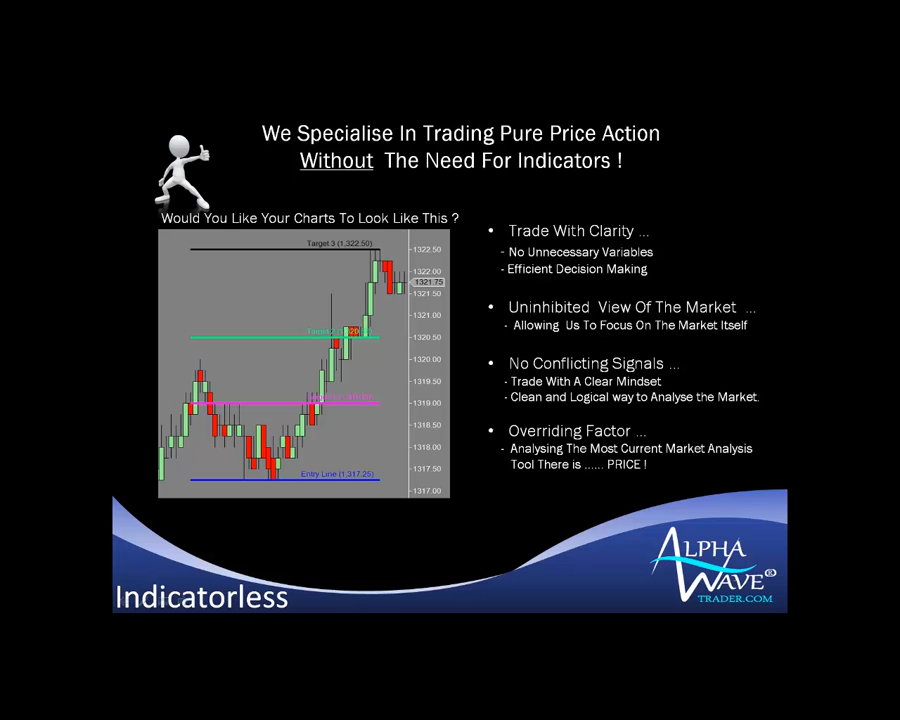 We Specialise In Trading Pure Price Action
Without The Need For Indicators !
Would You Like Your Charts To Look Like This ?
Target 3 (1,322.50)
1322.50
1322.00
1321.75
1321.50
1321.00
1320.50
1320.00
1319.50
1319.00
1318.50
1318.00
1317.50
1317.00
Entry Line (1,317.25)
• Trade With Clarity ...
- No Unnecessary Variables
- Efficient Decision Making
• Uninhibited View Of The Market ...
- Allowing Us To Focus On The Market Itself
• No Conflicting Signals ...
- Trade With A Clear Mindset
- Clean and Logical way to Analyse the Market.
• Overriding Factor ...
- Analysing The Most Current Market Analysis
Tool There is ...... PRICE !
Indicatorless
ALPHA
WAVE®
TRADER.COM